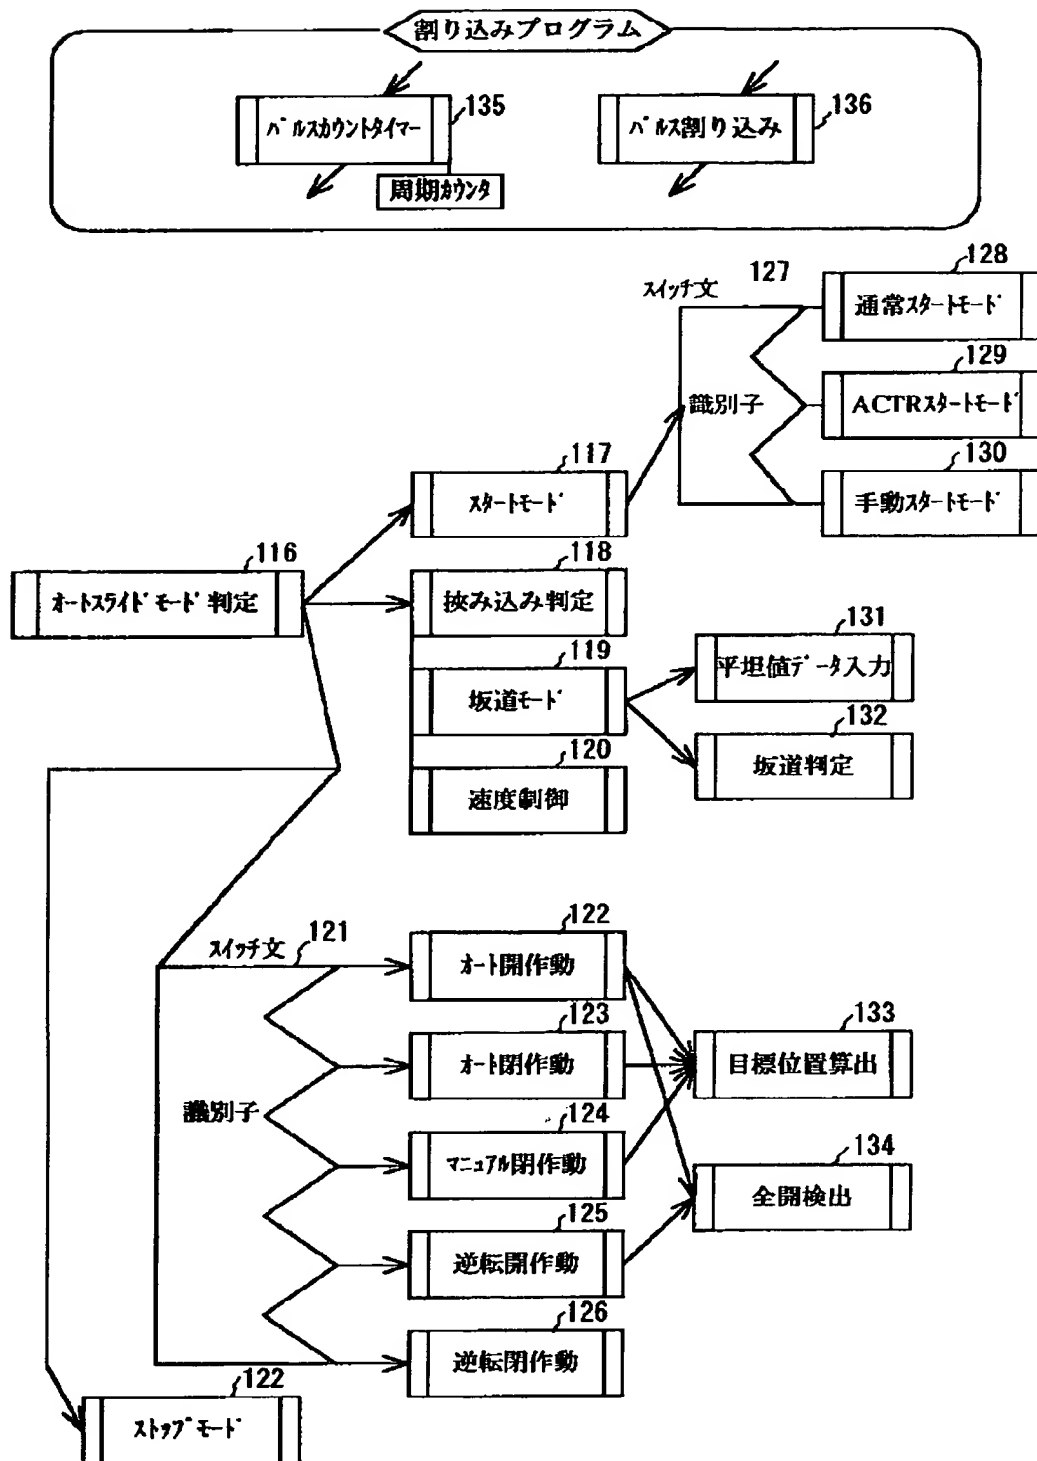 割り込みプログラム
135
パルスカウントタイマー
周期カウンタ
136
パルス割り込み
スイッチ文
127
識別子
128
通常スタートモード
129
ACTRスタートモード
130
手動スタートモード
117
スタートモード
116
オートスライドモード判定
118
挟み込み判定
119
坂道モード
131
平坦値データ入力
132
坂道判定
120
速度制御
スイッチ文
121
識別子
122
オート開作動
123
オート閉作動
133
目標位置算出
124
マニュアル閉作動
134
全開検出
125
逆転開作動
126
逆転閉作動
122
ストップモード